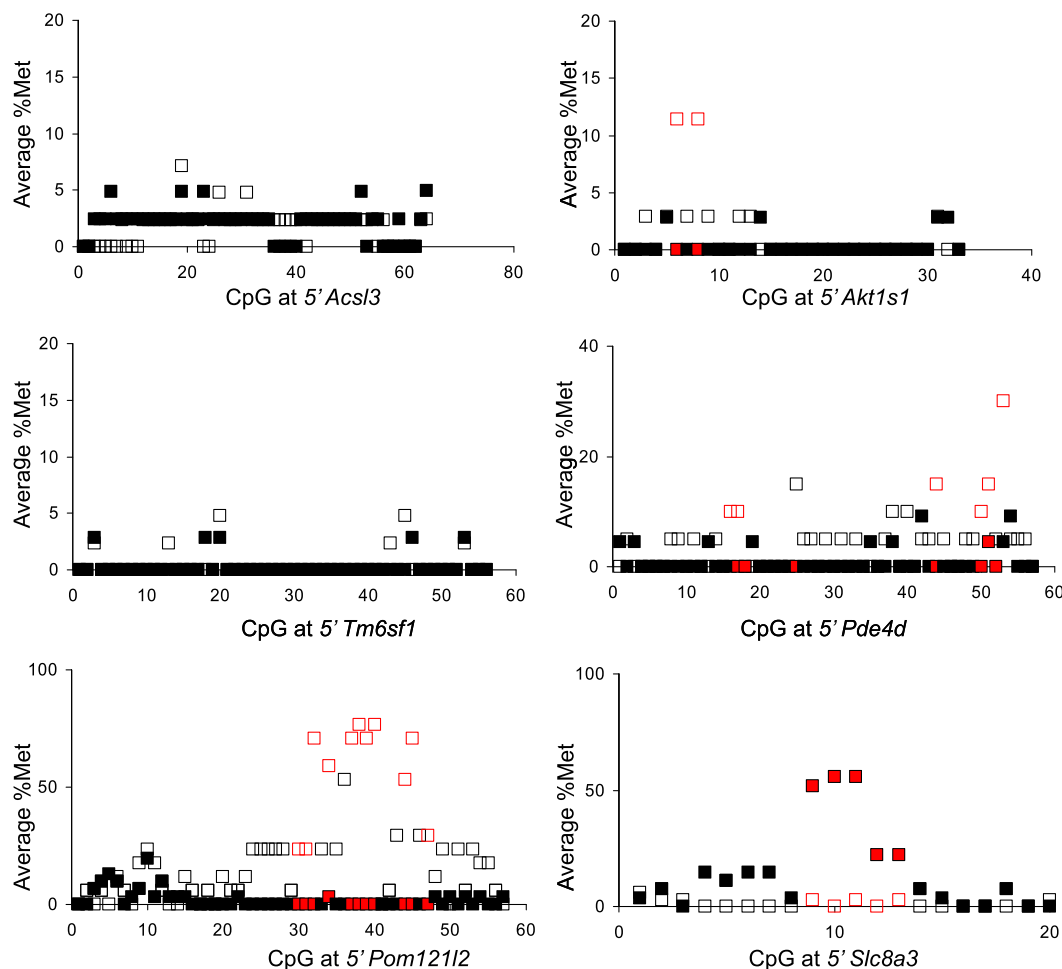 20
15
10
5
0
Average %Met
0 20 40 60 80
CpG at 5’ Acsl3
20
15
10
5
0
Average %Met
0 10 20 30 40
CpG at 5’ Akt1s1
20
15
10
5
0
Average %Met
0 10 20 30 40 50 60
CpG at 5’ Tm6sf1
40
30
20
10
0
Average %Met
0 10 20 30 40 50 60
CpG at 5’ Pde4d
100
50
0
Average %Met
0 10 20 30 40 50 60
CpG at 5’ Pom121l2
100
50
0
Average %Met
0 10 20
CpG at 5’ Slc8a3